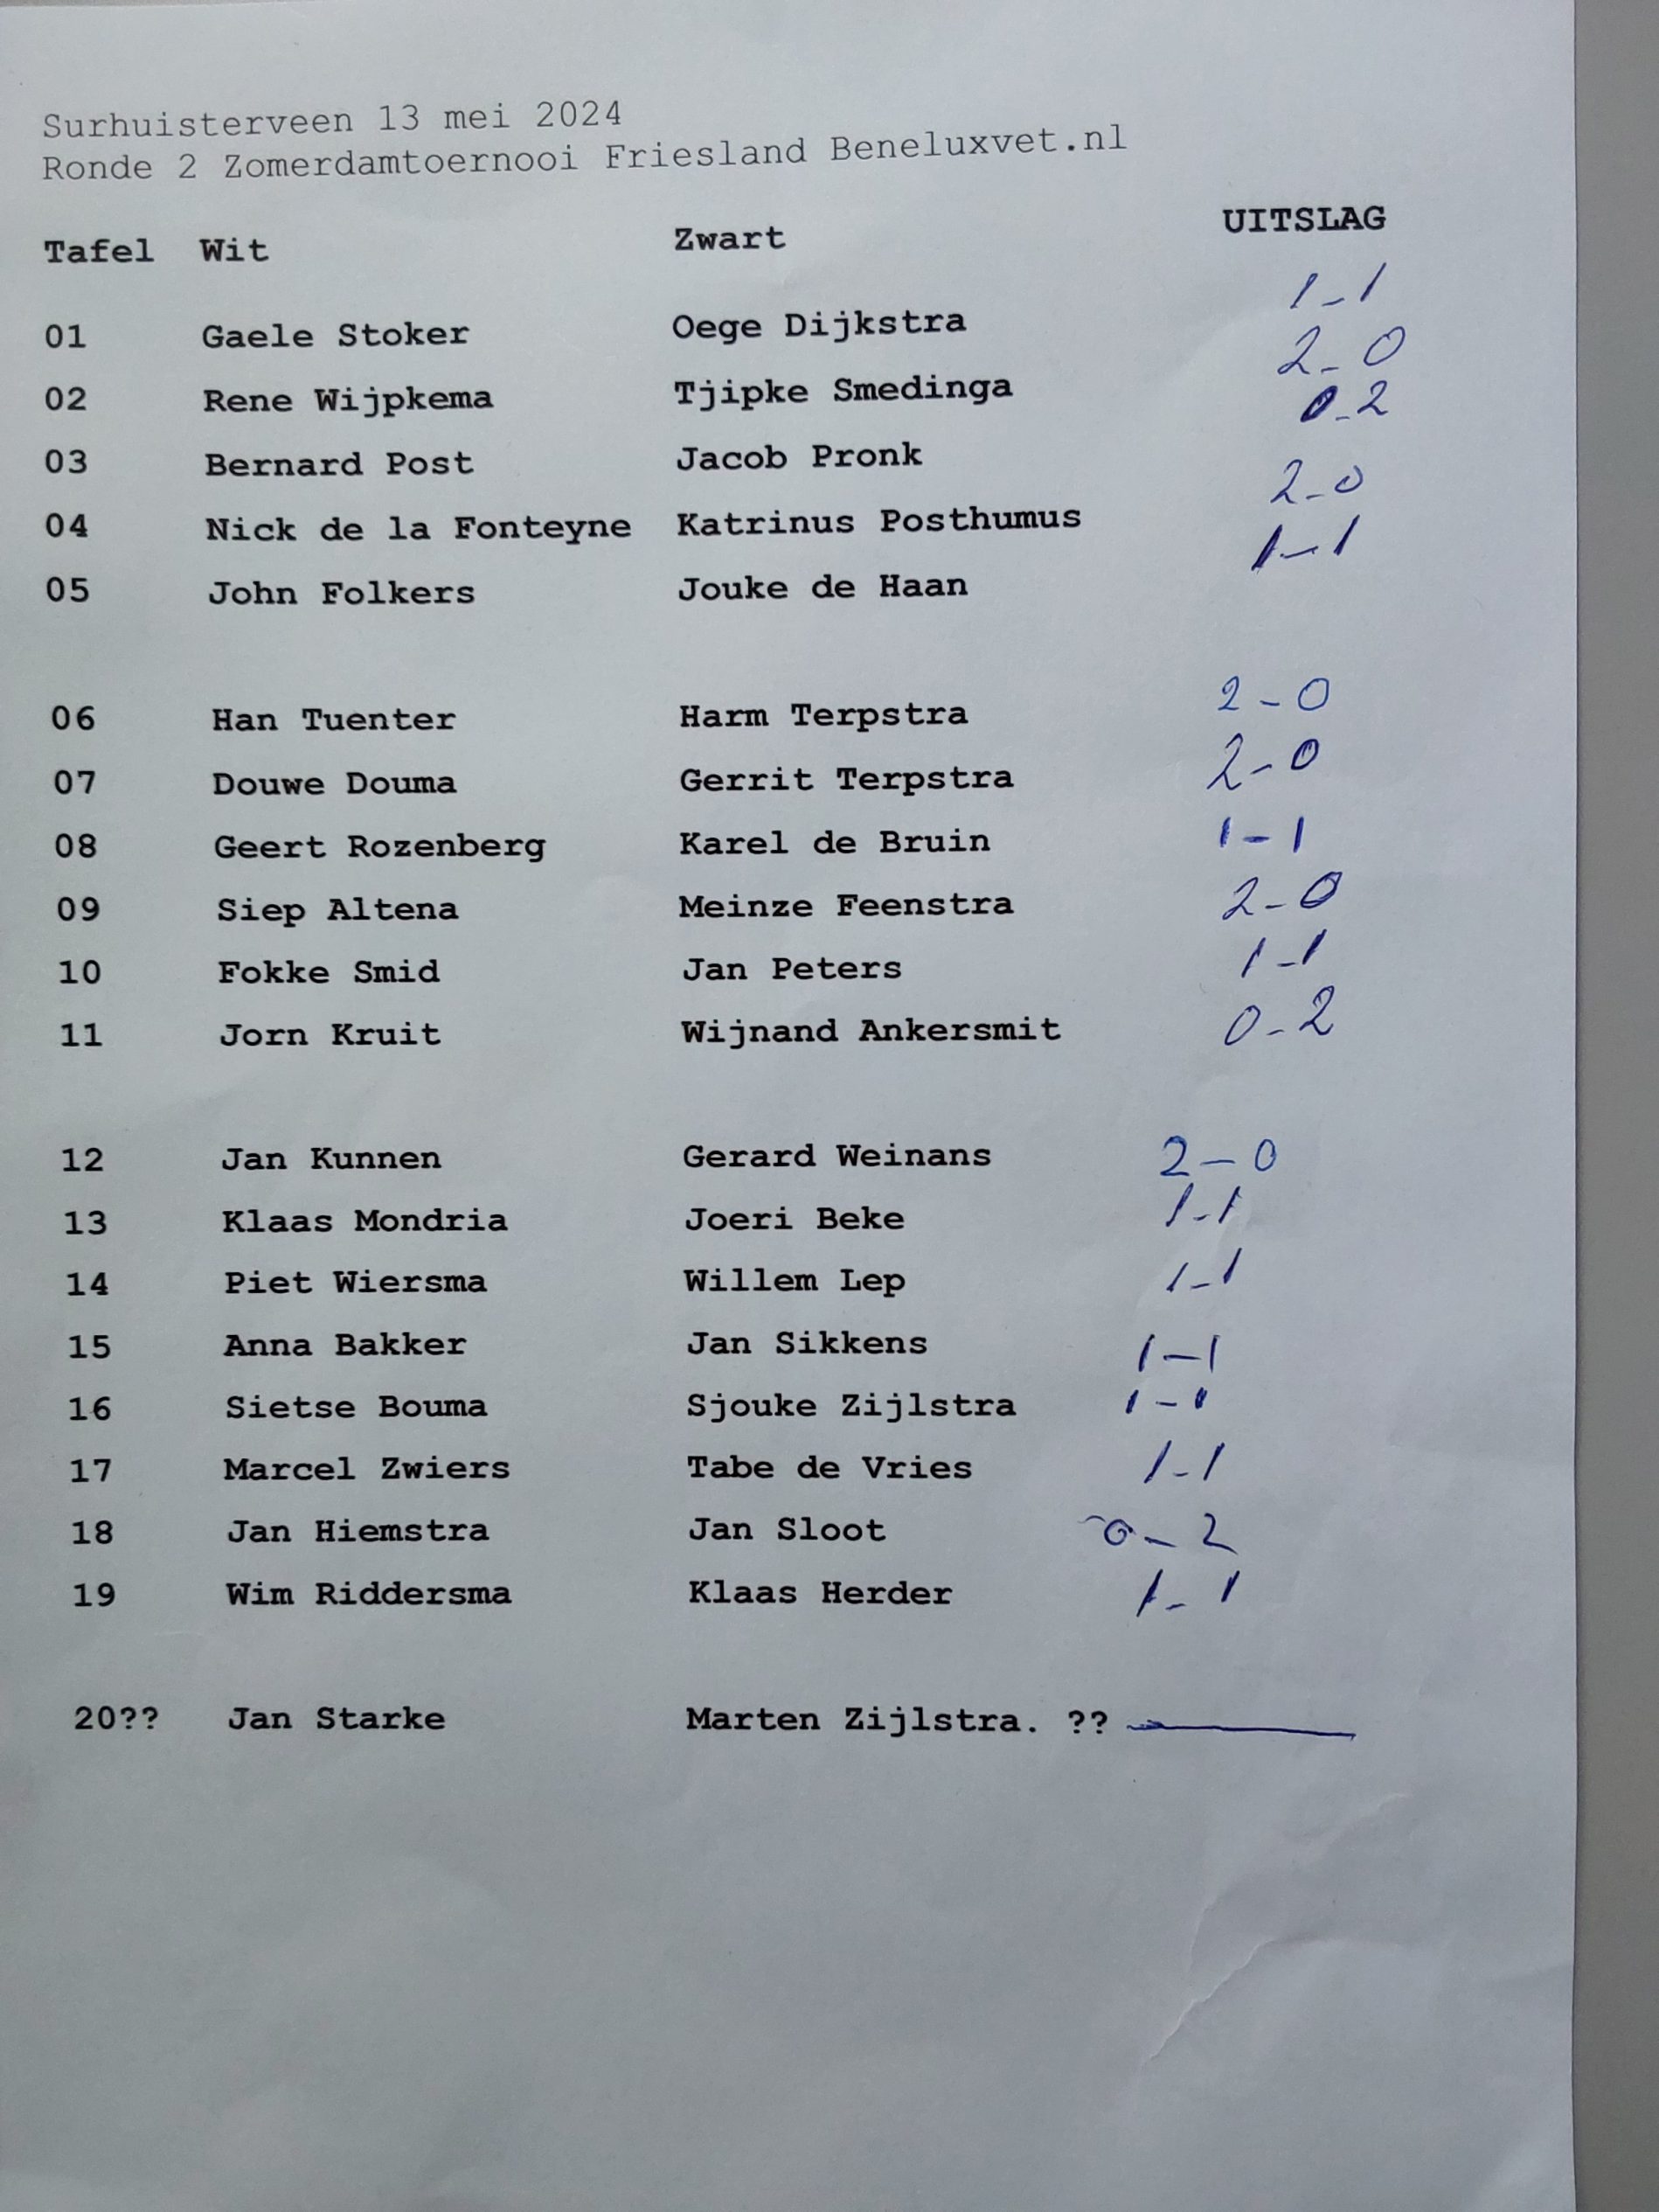 Surhuisterveen 13 mei 2024
Ronde 2 Zomerdamtoernooi Friesland Beneluxvet.nl
Tafel Wit Zwart UITSLAG
01 Gaele Stoker Oege Dijkstra 1-1
02 Rene Wijpkema Tjipke Smedinga 2-0
03 Bernard Post Jacob Pronk 0-2
04 Nick de la Fonteyne Katrinus Posthumus 2-0
05 John Folkers Jouke de Haan 1-1
06 Han Tuenter Harm Terpstra 2-0
07 Douwe Douma Gerrit Terpstra 2-0
08 Geert Rozenberg Karel de Bruin 1-1
09 Siep Altena Meinze Feenstra 2-0
10 Fokke Smid Jan Peters 1-1
11 Jorn Kruit Wijnand Ankersmit 0-2
12 Jan Kunnen Gerard Weinans 2-0
13 Klaas Mondria Joeri Beke 1-1
14 Piet Wiersma Willem Lep 1-1
15 Anna Bakker Jan Sikkens 1-1
16 Sietse Bouma Sjouke Zijlstra 1-1
17 Marcel Zwiers Tabe de Vries 1-1
18 Jan Hiemstra Jan Sloot 0-2
19 Wim Riddersma Klaas Herder 1-1
20?? Jan Starke Marten Zijlstra. ??